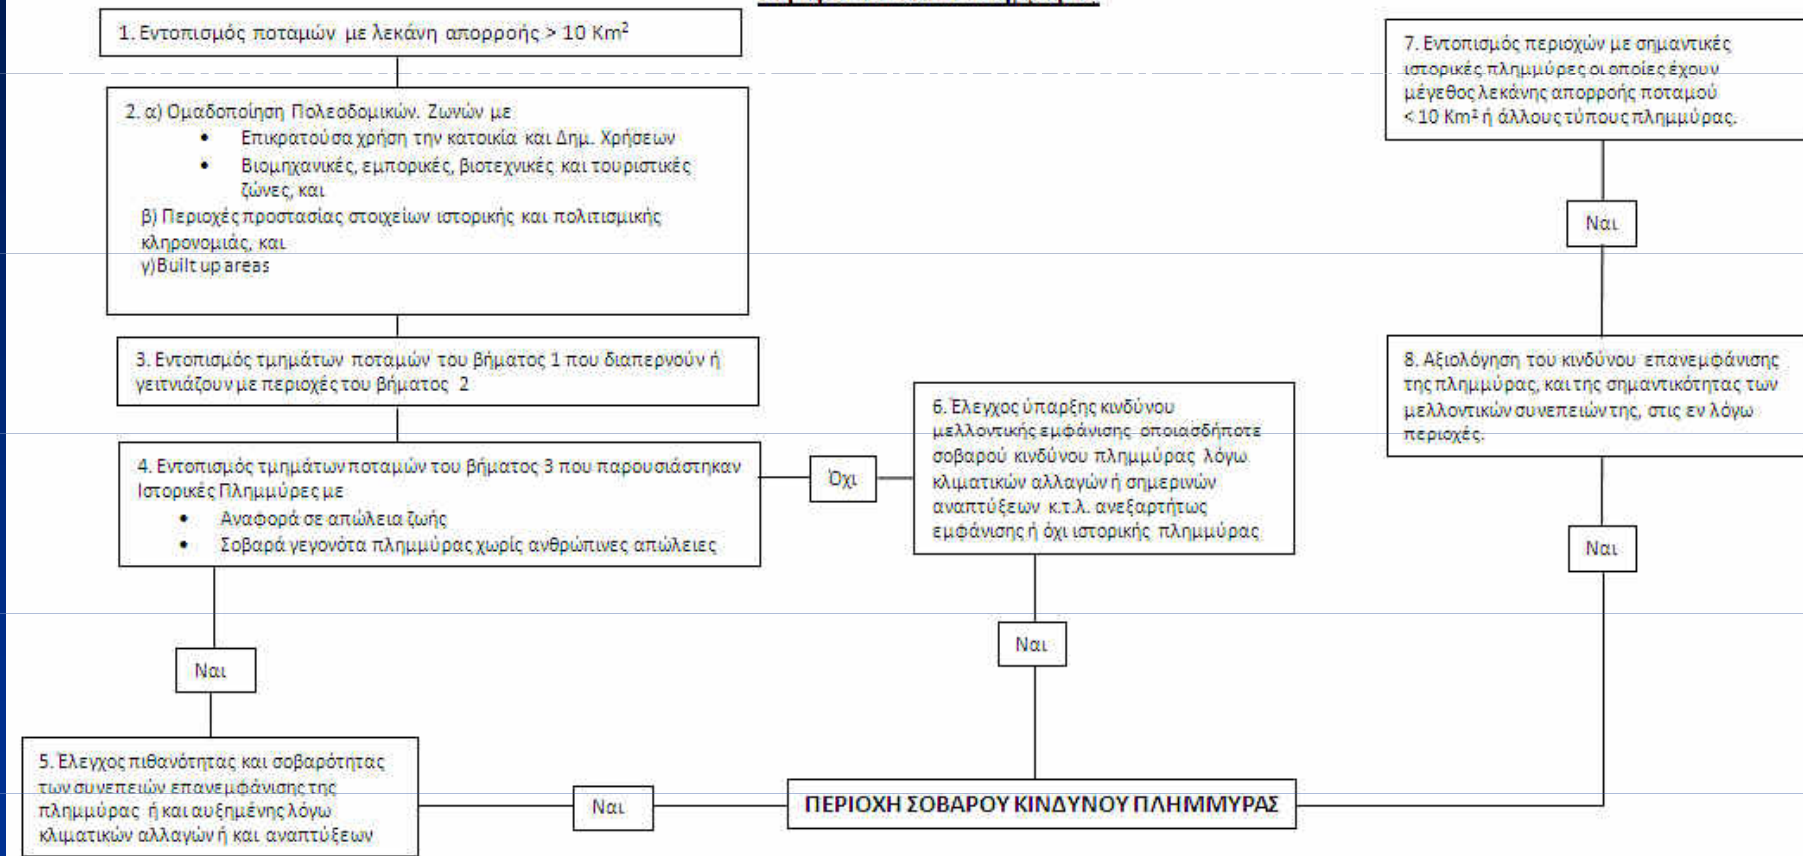 1. Εντοπισμός ποταμών με λεκάνη απορροής > 10 Km²
2. α) Ομαδοποίηση Πολεοδομικών. Ζωνών με
• Επικρατούσα χρήση την κατοικία και Δημ. Χρήσεων
• Βιομηχανικές, εμπορικές, βιοτεχνικές και τουριστικές
ζώνες, και
β) Περιοχές προστασίας στοιχείων ιστορικής και πολιτισμικής
κληρονομιάς, και
γ)Built up areas
3. Εντοπισμός τμημάτων ποταμών του βήματος 1 που διαπερνούν ή
γειτνιάζουν με περιοχές του βήματος 2
4. Εντοπισμός τμημάτων ποταμών του βήματος 3 που παρουσιάστηκαν
Ιστορικές Πλημμύρες με
• Αναφορά σε απώλεια ζωής
• Σοβαρά γεγονότα πλημμύρας χωρίς ανθρώπινες απώλειες
Όχι
Ναι
5. Έλεγχος πιθανότητας και σοβαρότητας
των συνεπειών επανεμφάνισης της
πλημμύρας ή και αυξημένης λόγω
κλιματικών αλλαγών ή και αναπτύξεων
Ναι
6. Έλεγχος ύπαρξης κινδύνου
μελλοντικής εμφάνισης οποιασδήποτε
σοβαρού κινδύνου πλημμύρας λόγω
κλιματικών αλλαγών ή σημερινών
αναπτύξεων κ.τ.λ. ανεξαρτήτως
εμφάνισης ή όχι ιστορικής πλημμύρας
Ναι
7. Εντοπισμός περιοχών με σημαντικές
ιστορικές πλημμύρες οι οποίες έχουν
μέγεθος λεκάνης απορροής ποταμού
< 10 Km² ή άλλους τύπους πλημμύρας.
Ναι
8. Αξιολόγηση του κινδύνου επανεμφάνισης
της πλημμύρας, και της σημαντικότητας των
μελλοντικών συνεπειών της, στις εν λόγω
περιοχές.
Ναι
ΠΕΡΙΟΧΗ ΣΟΒΑΡΟΥ ΚΙΝΔΥΝΟΥ ΠΛΗΜΜΥΡΑΣ